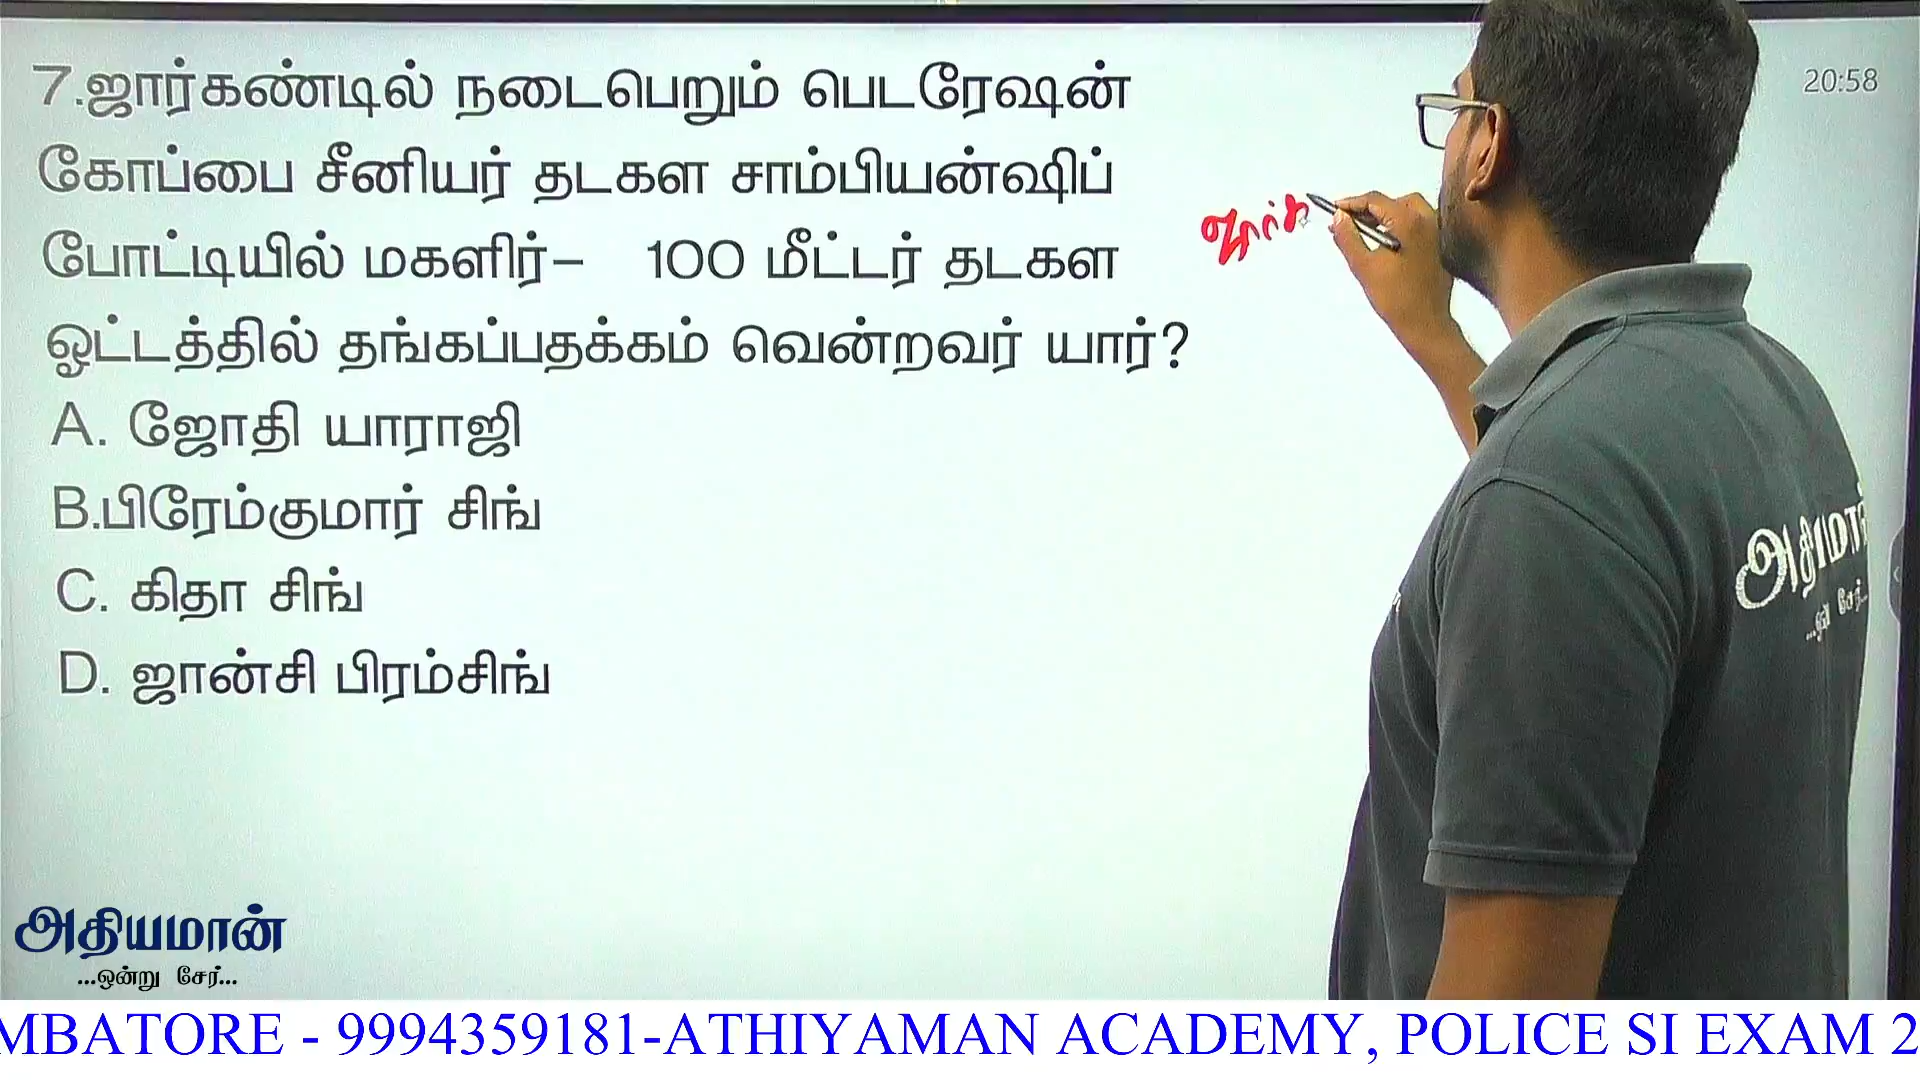 20:58
7.ஜார்கண்டில் நடைபெறும் பெடரேஷன்
கோப்பை சீனியர் தடகள சாம்பியன்ஷிப்
போட்டியில் மகளிர்– 100 மீட்டர் தடகள
ஓட்டத்தில் தங்கப்பதக்கம் வென்றவர் யார்?
A. ஜோதி யாராஜி
B.பிரேம்குமார் சிங்
C. கிதா சிங்
D. ஜான்சி பிரம்சிங்
ஜார்க
அதியமான்
...ஒன்று சேர்...
MBATORE - 9994359181-ATHIYAMAN ACADEMY, POLICE SI EXAM 2